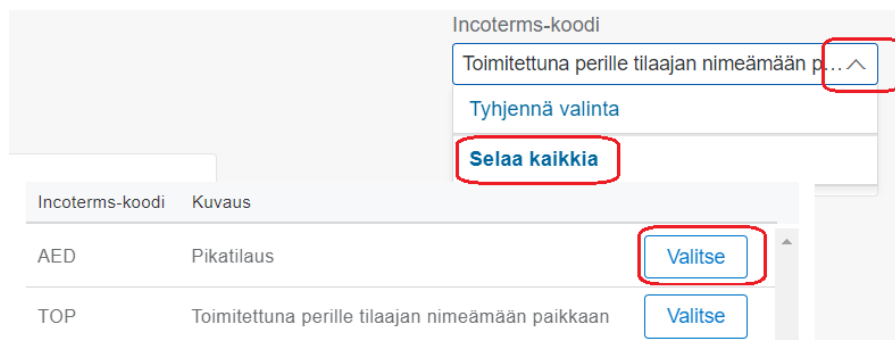 Incoterms-koodi
Toimitettuna perille tilaajan nimeämään p...
Tyhjennä valinta
Selaa kaikkia
Incoterms-koodi Kuvaus
AED Pikatilaus Valitse
TOP Toimitettuna perille tilaajan nimeämään paikkaan Valitse